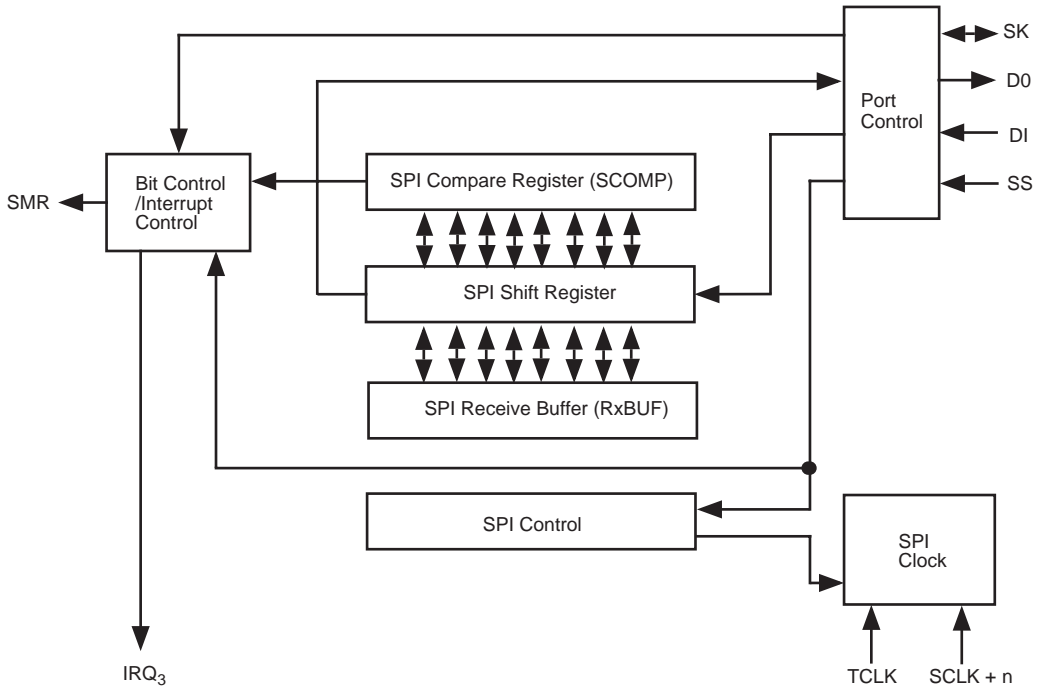 SK
D0
Port
Control
DI
SS
Bit Control
/Interrupt
Control
SMR
SPI Compare Register (SCOMP)
SPI Shift Register
SPI Receive Buffer (RxBUF)
SPI Control
SPI
Clock
IRQ3
TCLK
SCLK + n